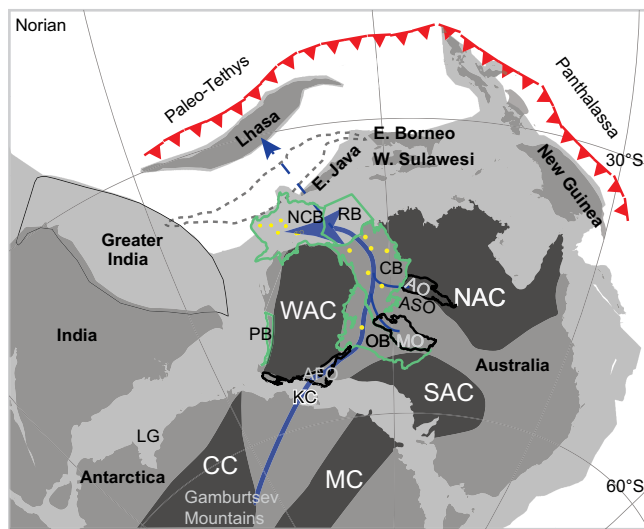 Norian
Paleo-Tethys
Panthalassa
Lhasa
E. Borneo
W. Sulawesi
30°S
E. Java
New Guinea
NCB
RB
Greater
India
CB
AO
ASO
NAC
WAC
India
PB
OB
MO
Australia
AFO
KC
SAC
LG
CC
MC
Antarctica
Gamburtsev
Mountains
60°S